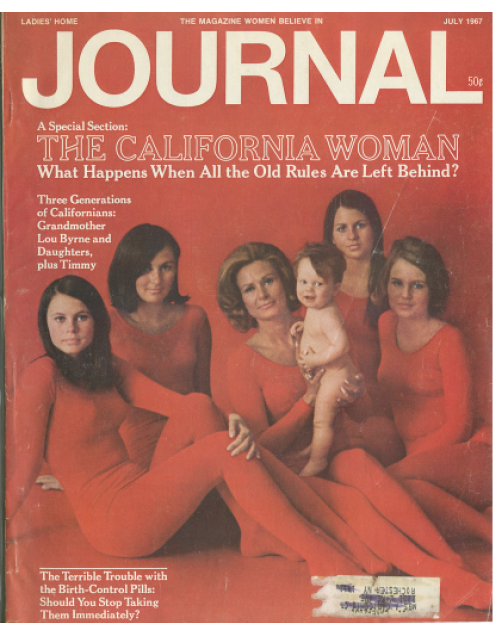 LADIES' HOME
THE MAGAZINE WOMEN BELIEVE IN
JULY 1967
JOURNAL
50¢
A Special Section:
THE CALIFORNIA WOMAN
What Happens When All the Old Rules Are Left Behind?
Three Generations
of Californians:
Grandmother
Lou Byrne and
Daughters,
plus Timmy
The Terrible Trouble with
the Birth-Control Pills:
Should You Stop Taking
Them Immediately?
ROCHESTER NY